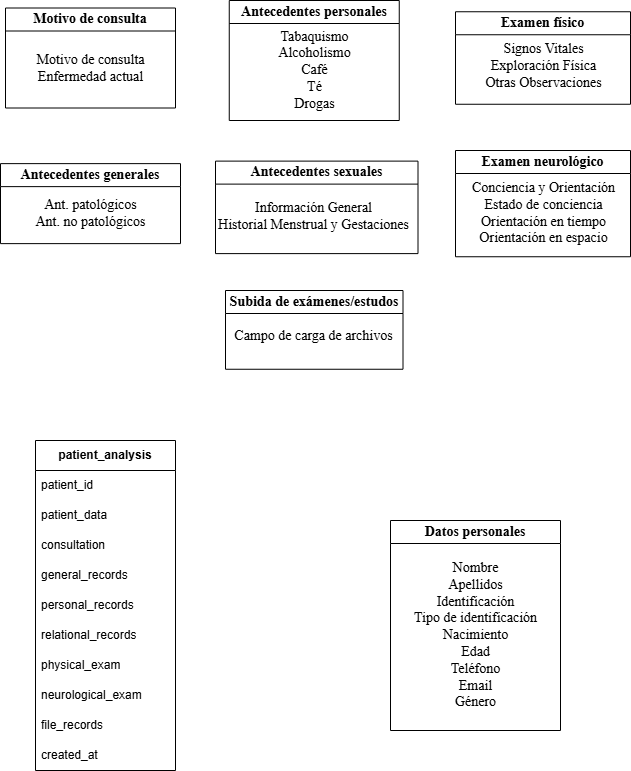 Motivo de consulta
Motivo de consulta
Enfermedad actual
Antecedentes personales
Tabaquismo
Alcoholismo
Café
Té
Drogas
Examen físico
Signos Vitales
Exploración Física
Otras Observaciones
Antecedentes generales
Ant. patológicos
Ant. no patológicos
Antecedentes sexuales
Información General
Historial Menstrual y Gestaciones
Examen neurológico
Conciencia y Orientación
Estado de conciencia
Orientación en tiempo
Orientación en espacio
Subida de exámenes/estudos
Campo de carga de archivos
patient_analysis
patient_id
patient_data
consultation
general_records
personal_records
relational_records
physical_exam
neurological_exam
file_records
created_at
Datos personales
Nombre
Apellidos
Identificación
Tipo de identificación
Nacimiento
Edad
Teléfono
Email
Género